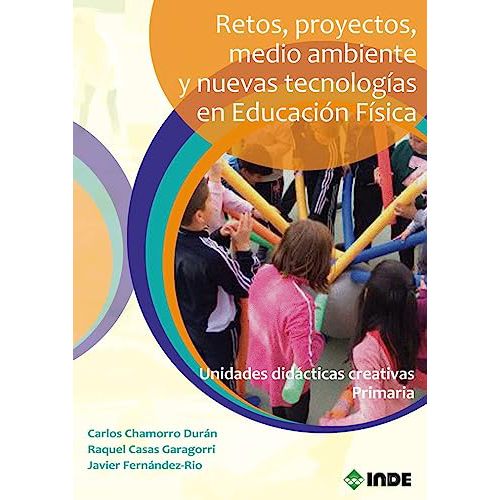 Retos, proyectos,
medio ambiente
y nuevas tecnologías
en Educación Física
Unidades didácticas creativas
Primaria
Carlos Chamorro Durán
Raquel Casas Garagorri
Javier Fernández-Rio
INDE